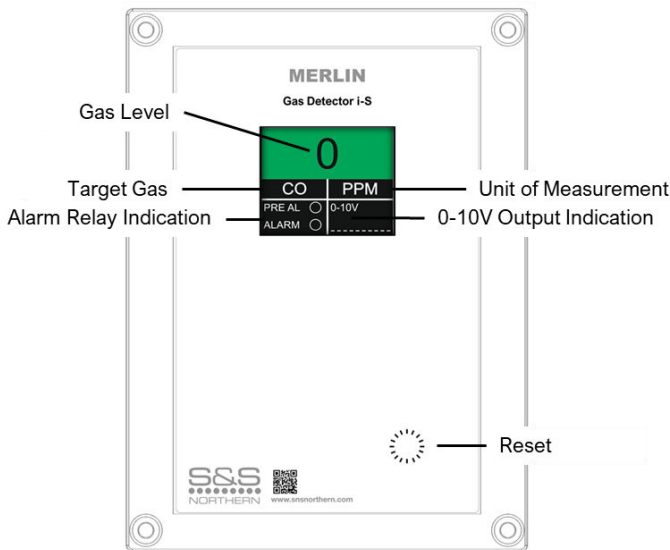 MERLIN
Gas Detector i-S
Gas Level
0
Target Gas
CO
PPM
Unit of Measurement
Alarm Relay Indication
PRE AL
0-10V
0-10V Output Indication
ALARM
Reset
S&S
NORTHERN
www.snsnorthern.com